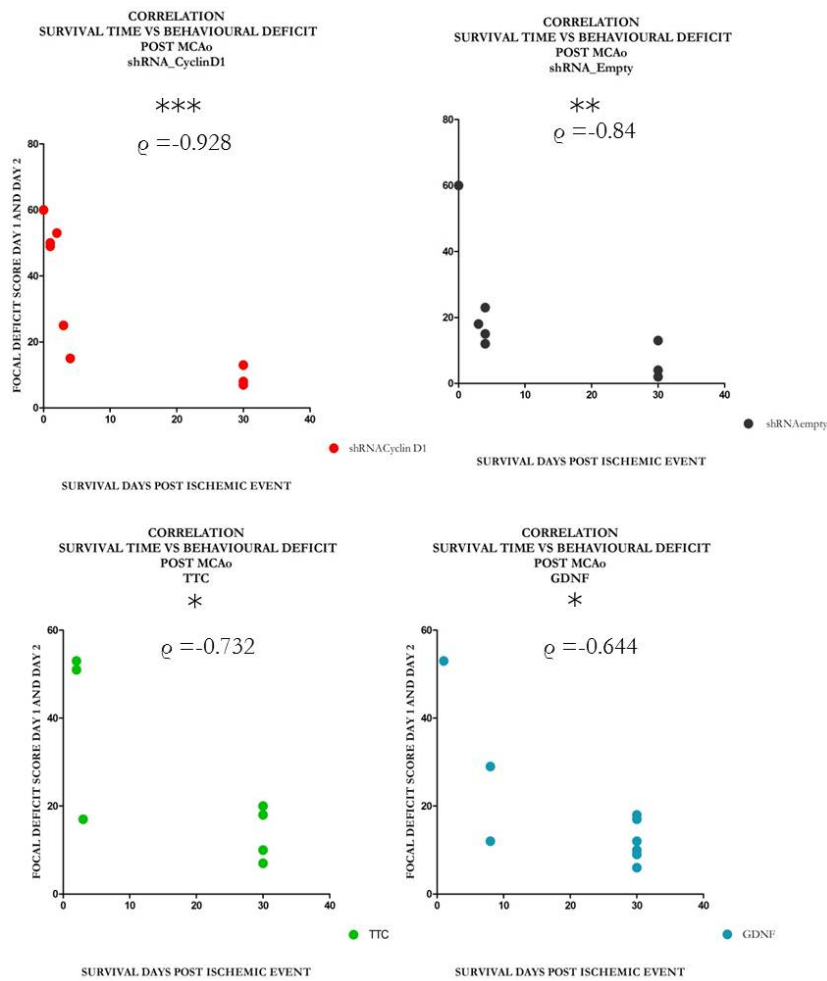 CORRELATION
SURVIVAL TIME VS BEHAVIOURAL DEFICIT
POST MCAo
shRNA_CyclinD1
***
ϱ =-0.928
FOCAL DEFICIT SCORE DAY 1 AND DAY 2
80
60
40
20
0
0 10 20 30 40
shRNACyclin D1
SURVIVAL DAYS POST ISCHEMIC EVENT
CORRELATION
SURVIVAL TIME VS BEHAVIOURAL DEFICIT
POST MCAo
shRNA_Empty
**
ϱ =-0.84
80
60
40
20
0
0 10 20 30 40
shRNAempty
SURVIVAL DAYS POST ISCHEMIC EVENT
CORRELATION
SURVIVAL TIME VS BEHAVIOURAL DEFICIT
POST MCAo
TTC
*
ϱ =-0.732
FOCAL DEFICIT SCORE DAY 1 AND DAY 2
60
40
20
0
0 10 20 30 40
TTC
SURVIVAL DAYS POST ISCHEMIC EVENT
CORRELATION
SURVIVAL TIME VS BEHAVIOURAL DEFICIT
POST MCAo
GDNF
*
ϱ =-0.644
FOCAL DEFICIT SCORE DAY 1 AND DAY 2
60
40
20
0
0 10 20 30 40
GDNF
SURVIVAL DAYS POST ISCHEMIC EVENT